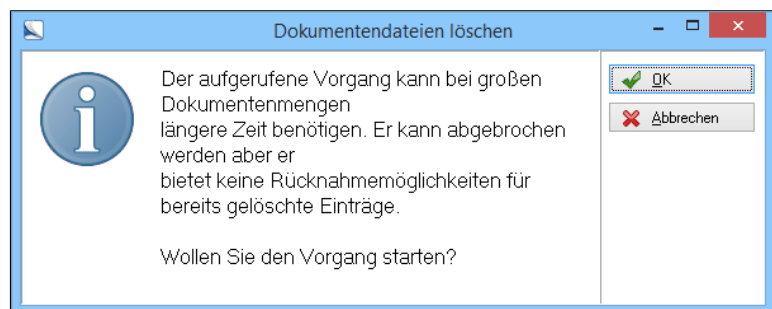 Dokumentendateien löschen
Der aufgerufene Vorgang kann bei großen
Dokumentenmengen
längere Zeit benötigen. Er kann abgebrochen
werden aber er
bietet keine Rücknahmemöglichkeiten für
bereits gelöschte Einträge.
Wollen Sie den Vorgang starten?
OK
Abbrechen